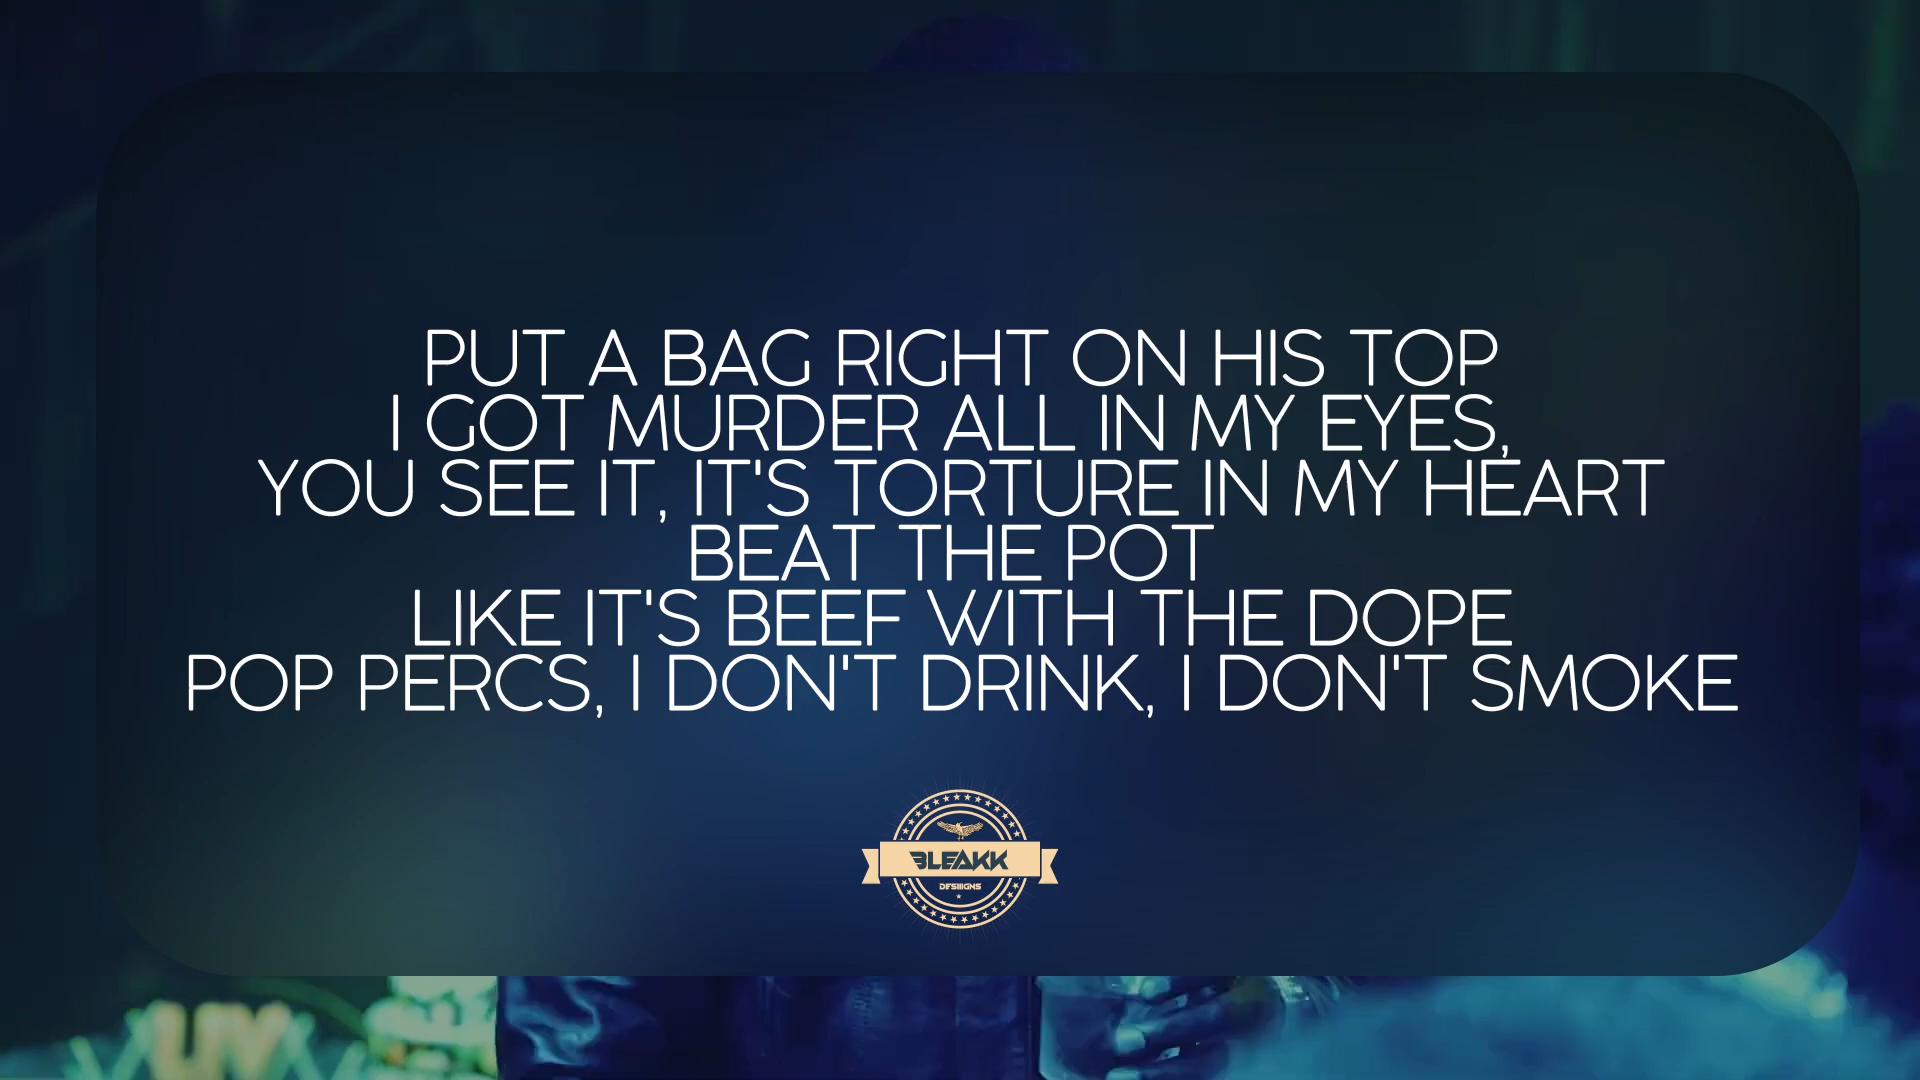 PUT A BAG RIGHT ON HIS TOP
I GOT MURDER ALL IN MY EYES,
YOU SEE IT, IT'S TORTURE IN MY HEART
BEAT THE POT
LIKE IT'S BEEF WITH THE DOPE
POP PERCS, I DON'T DRINK, I DON'T SMOKE
BLEAKK
DESIIIGNS